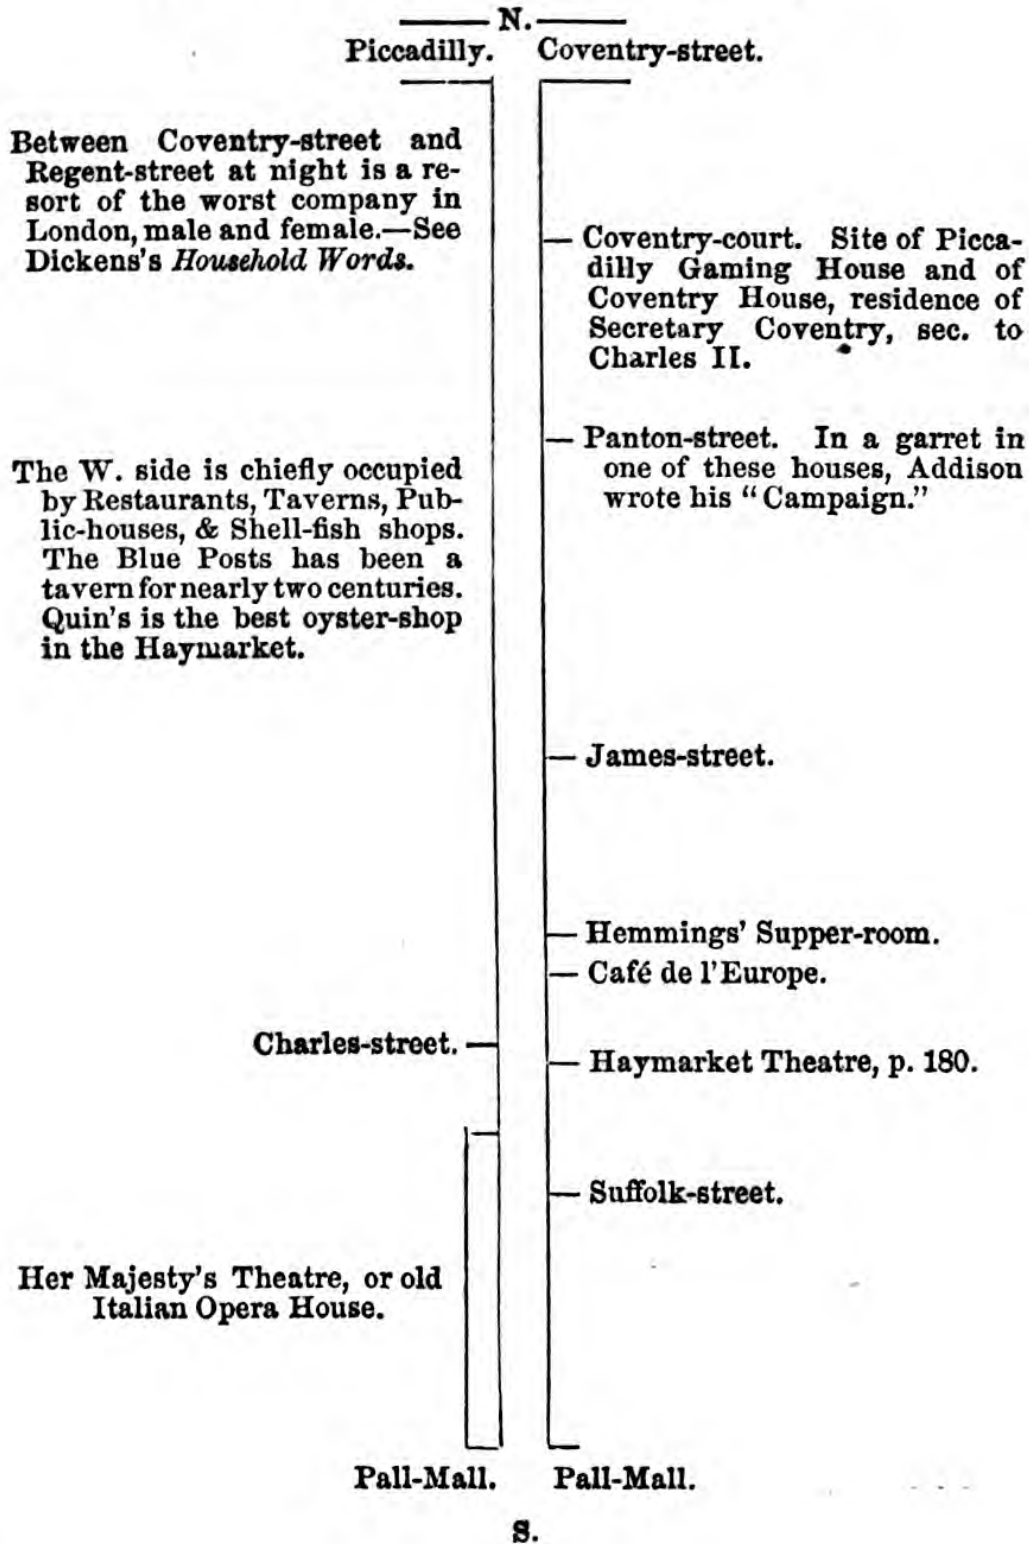 N.
Piccadilly. Coventry-street.
Between Coventry-street and
Regent-street at night is a re-
sort of the worst company in
London, male and female.—See
Dickens's Household Words.
— Coventry-court. Site of Picca-
dilly Gaming House and of
Coventry House, residence of
Secretary Coventry, sec. to
Charles II.
— Panton-street. In a garret in
one of these houses, Addison
wrote his "Campaign."
The W. side is chiefly occupied
by Restaurants, Taverns, Pub-
lic-houses, & Shell-fish shops.
The Blue Posts has been a
tavern for nearly two centuries.
Quin's is the best oyster-shop
in the Haymarket.
— James-street.
— Hemmings' Supper-room.
— Café de l'Europe.
Charles-street. —
— Haymarket Theatre, p. 180.
— Suffolk-street.
Her Majesty's Theatre, or old
Italian Opera House.
Pall-Mall. Pall-Mall.
S.